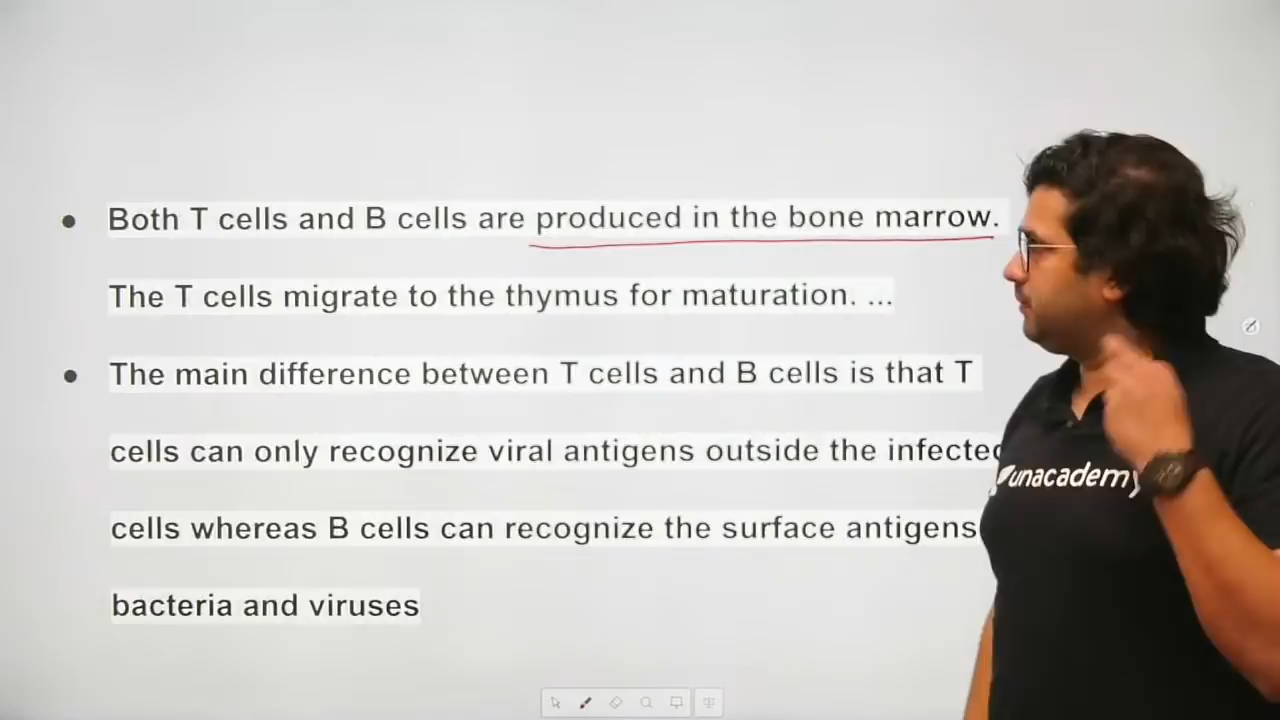 Both T cells and B cells are produced in the bone marrow.
The T cells migrate to the thymus for maturation. ...
The main difference between T cells and B cells is that T
cells can only recognize viral antigens outside the infected
cells whereas B cells can recognize the surface antigens
bacteria and viruses
unacademy